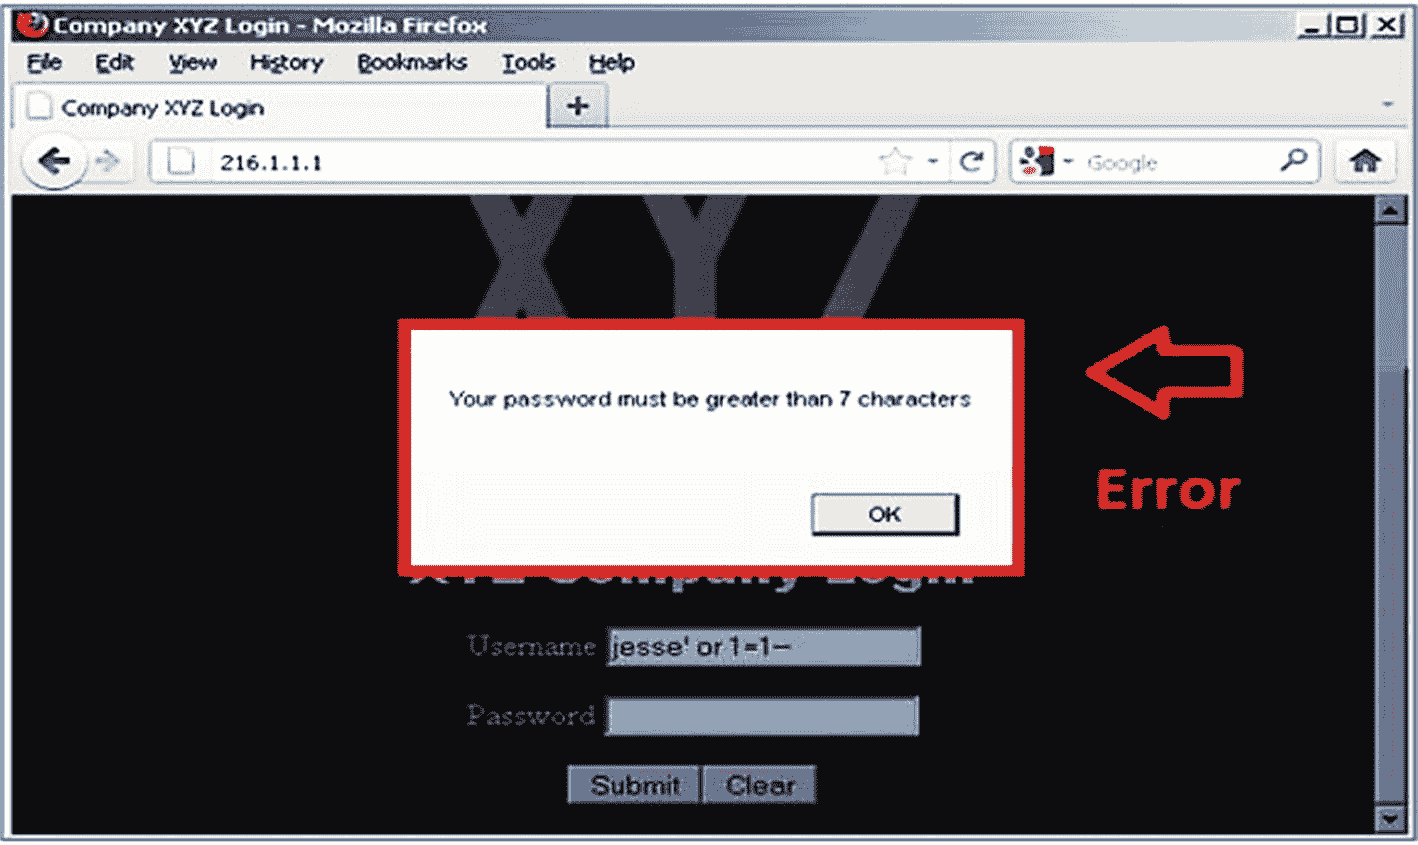 Company XYZ Login - Mozilla Firefox
File Edit View History Bookmarks Tools Help
Company XYZ Login
216.1.1.1 Google
XYZ
Your password must be greater than 7 characters
OK
Error
XYZ Company Login
Username jesse' or 1=1--
Password
Submit Clear